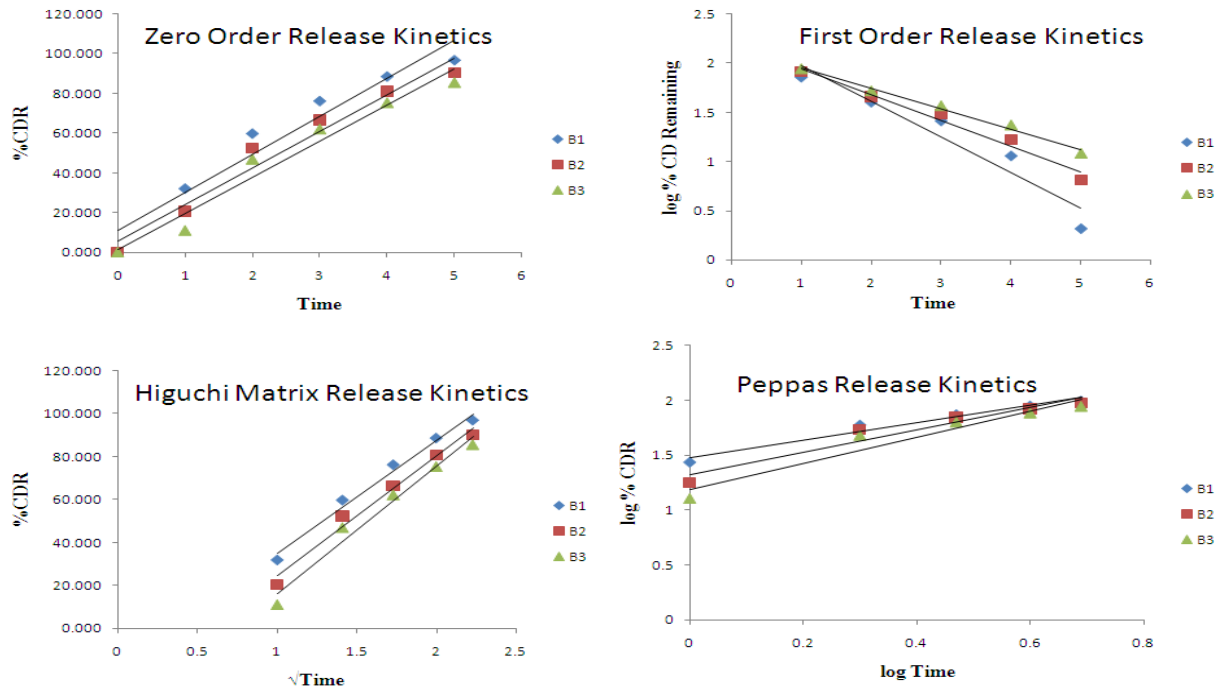 Zero Order Release Kinetics
120.000
100.000
80.000
60.000
40.000
20.000
0.000
%CDR
0 1 2 3 4 5 6
Time
B1
B2
B3
First Order Release Kinetics
2.5
2
1.5
1
0.5
0
log % CD Remaining
0 1 2 3 4 5 6
Time
B1
B2
B3
Higuchi Matrix Release Kinetics
120.000
100.000
80.000
60.000
40.000
20.000
0.000
%CDR
0 0.5 1 1.5 2 2.5
√Time
B1
B2
B3
Peppas Release Kinetics
2.5
2
1.5
1
0.5
0
log % CDR
0 0.2 0.4 0.6 0.8
log Time
B1
B2
B3